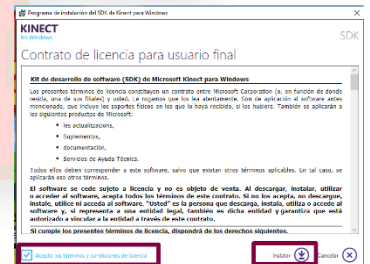 Programa de instalación del SDK de Kinect para Windows
KINECT
for Windows
SDK
Contrato de licencia para usuario final
Kit de desarrollo de software (SDK) de Microsoft Kinect para Windows
Los presentes términos de licencia constituyen un contrato entre Microsoft Corporation (o, en función de donde
resida, una de sus filiales) y usted. Le rogamos que los lea atentamente. Son de aplicación al software antes
mencionado, que incluye los soportes físicos en los que lo haya recibido, si los hubiera. También se aplicarán a
los siguientes productos de Microsoft:
• las actualizaciones,
• Suplementos,
• documentación,
• Servicios de Ayuda Técnica.
Todos ellos deben corresponder a este software, salvo que existan otros términos aplicables. En tal caso, se
aplicarán esos otros términos.
El software se cede sujeto a licencia y no es objeto de venta. Al descargar, instalar, utilizar
o acceder al software, acepta todos los términos de este contrato. Si no los acepta, no descargue,
instale, utilice ni acceda al software. "Usted" es la persona que descarga, instala, utiliza o accede al
software y, si representa a una entidad legal, también es dicha entidad y garantiza que está
autorizado a vincular a la entidad a través de este contrato.
Si cumple los presentes términos de licencia, dispondrá de los derechos siguientes.
Acepto los términos y condiciones de licencia
Instalar
Cancelar